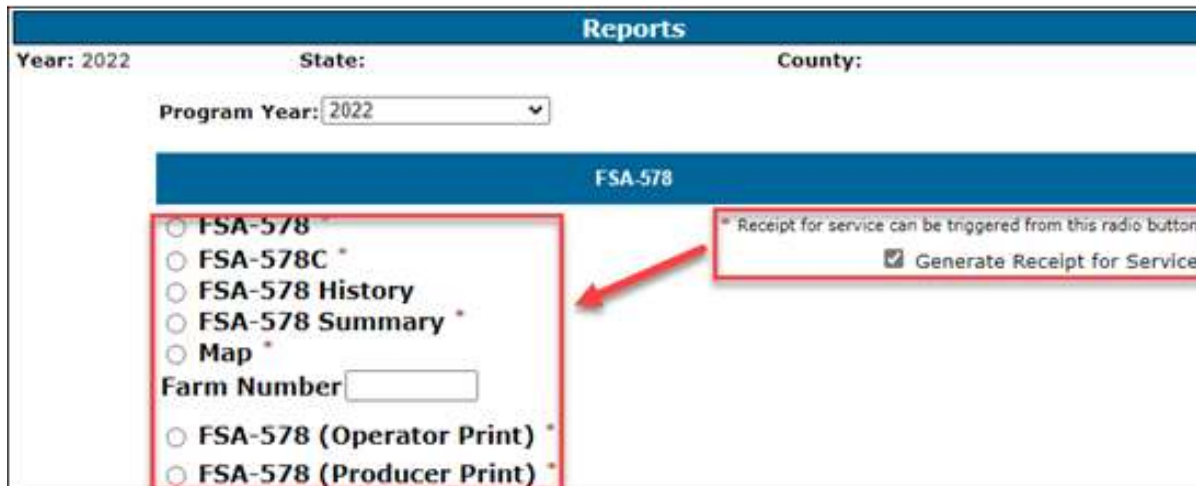 Reports
Year: 2022 State: County:
Program Year: 2022
FSA-578
FSA-578 *
* Receipt for service can be triggered from this radio button
FSA-578C *
Generate Receipt for Service
FSA-578 History
FSA-578 Summary *
Map *
Farm Number
FSA-578 (Operator Print) *
FSA-578 (Producer Print) *